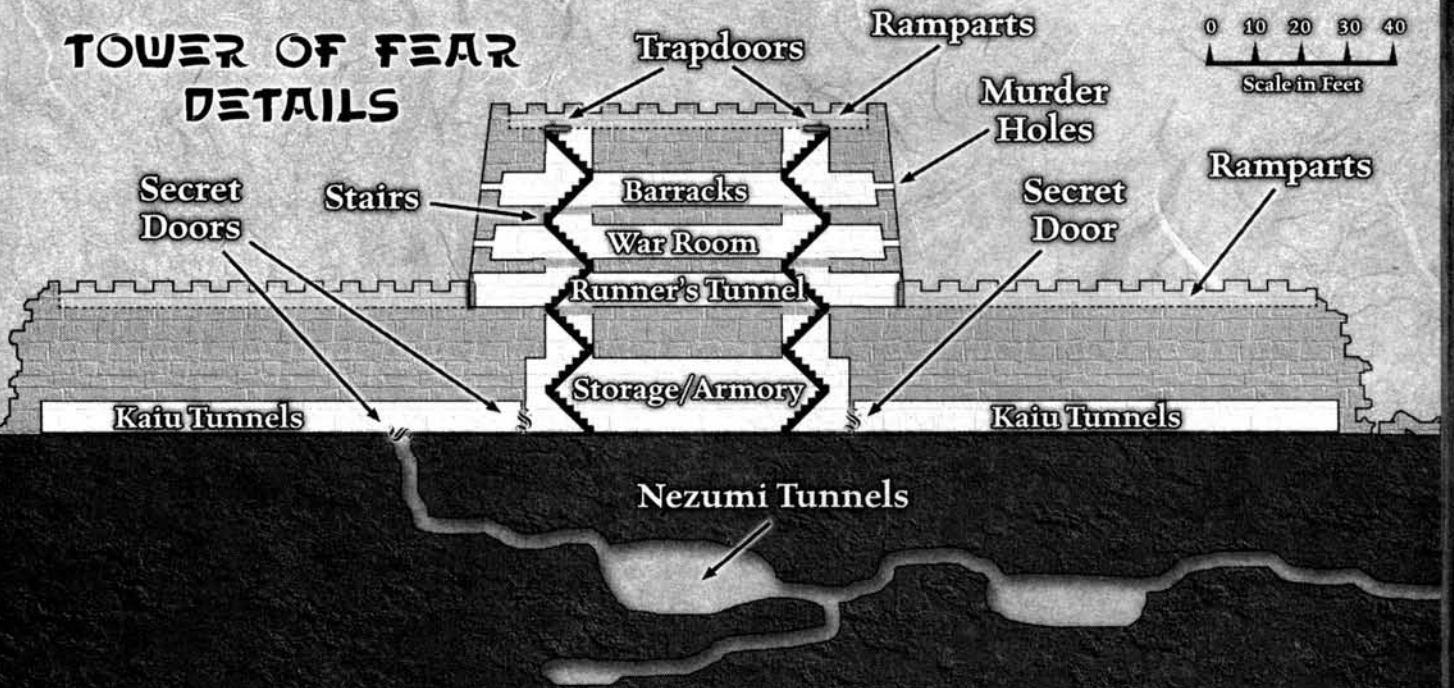 TOWER OF FEAR
DETAILS
Trapdoors
Ramparts
0 10 20 30 40
Scale in Feet
Murder
Holes
Secret
Doors
Stairs
Barracks
War Room
Runner's Tunnel
Secret
Door
Ramparts
Storage/Armory
Kaiu Tunnels
Kaiu Tunnels
Nezumi Tunnels